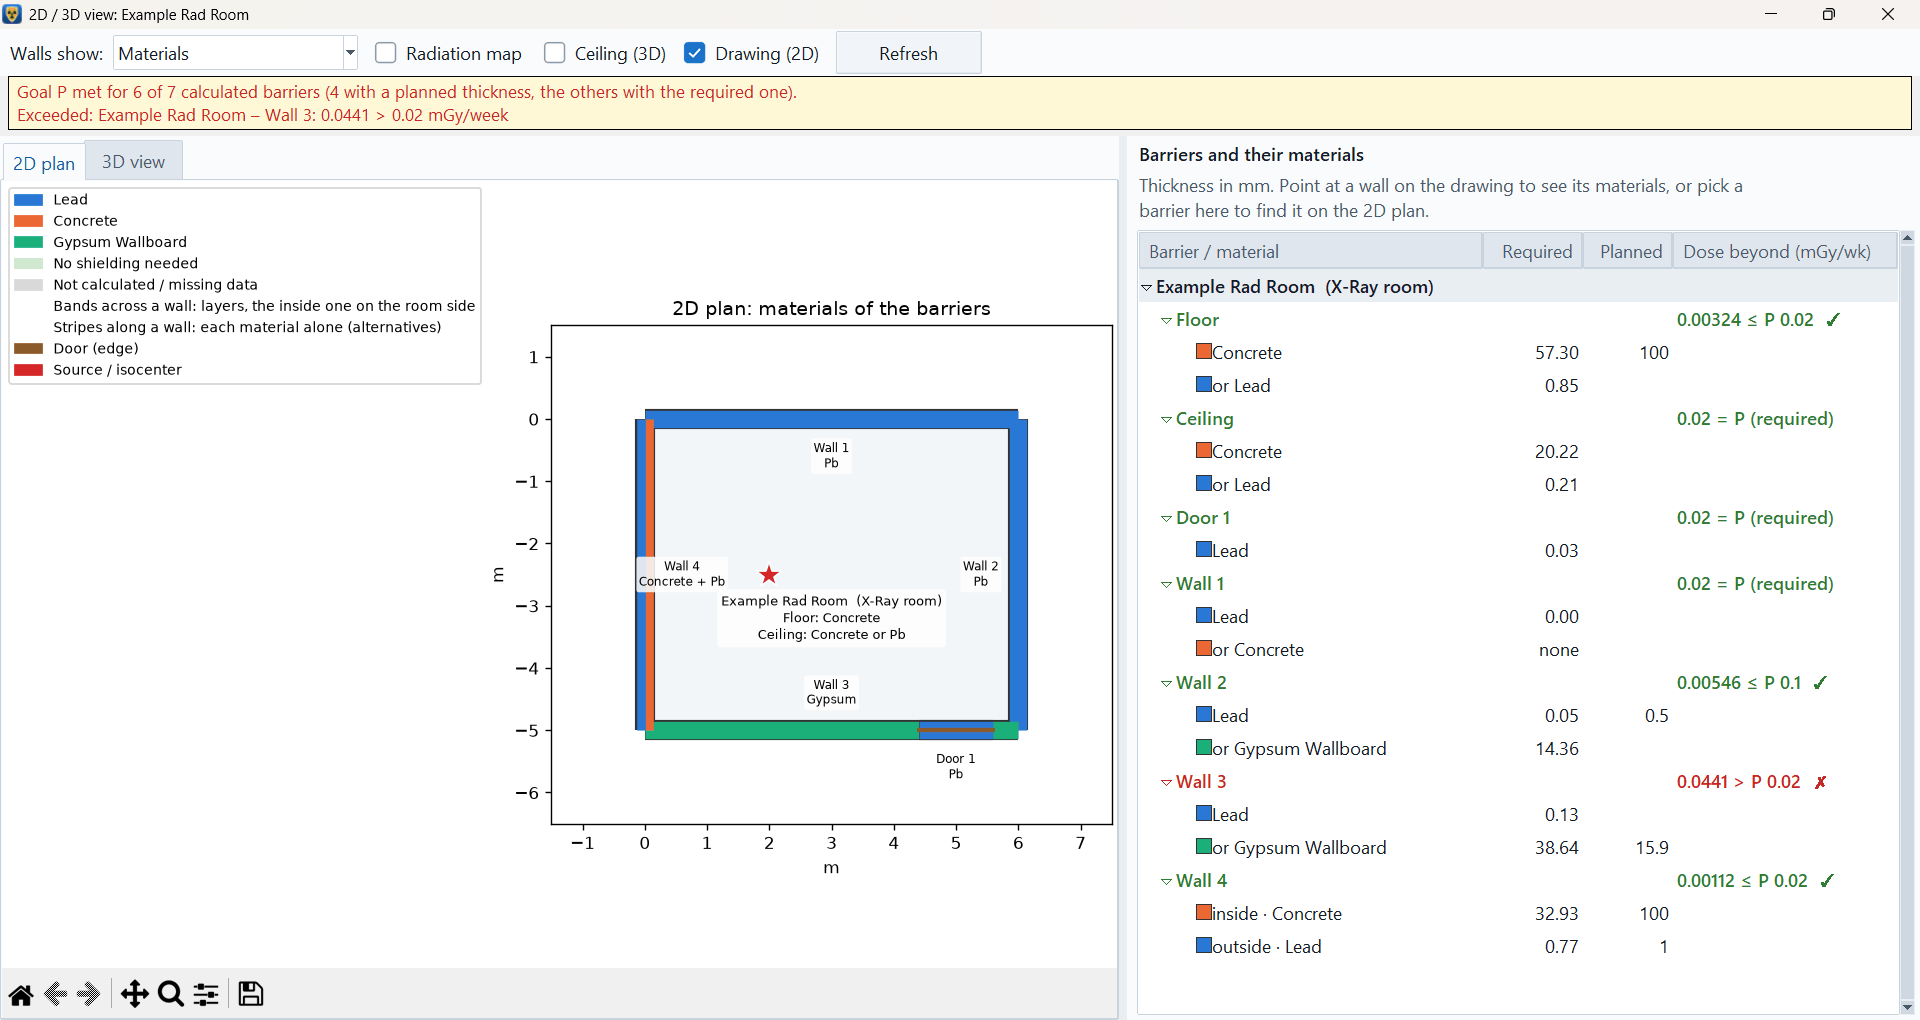 2D / 3D view: Example Rad Room
Walls show: Materials Radiation map Ceiling (3D) Drawing (2D) Refresh
Goal P met for 6 of 7 calculated barriers (4 with a planned thickness, the others with the required one).
Exceeded: Example Rad Room – Wall 3: 0.0441 > 0.02 mGy/week
2D plan 3D view
Lead
Concrete
Gypsum Wallboard
No shielding needed
Not calculated / missing data
Bands across a wall: layers, the inside one on the room side
Stripes along a wall: each material alone (alternatives)
Door (edge)
Source / isocenter
2D plan: materials of the barriers
1
0
−1
−2
−3
−4
−5
−6
m
Wall 1
Pb
Wall 4
Concrete + Pb
Wall 2
Pb
Example Rad Room (X-Ray room)
Floor: Concrete
Ceiling: Concrete or Pb
Wall 3
Gypsum
Door 1
Pb
−1 0 1 2 3 4 5 6 7
m
Barriers and their materials
Thickness in mm. Point at a wall on the drawing to see its materials, or pick a
barrier here to find it on the 2D plan.
Barrier / material Required Planned Dose beyond (mGy/wk)
Example Rad Room (X-Ray room)
Floor 0.00324 ≤ P 0.02 ✓
Concrete 57.30 100
or Lead 0.85
Ceiling 0.02 = P (required)
Concrete 20.22
or Lead 0.21
Door 1 0.02 = P (required)
Lead 0.03
Wall 1 0.02 = P (required)
Lead 0.00
or Concrete none
Wall 2 0.00546 ≤ P 0.1 ✓
Lead 0.05 0.5
or Gypsum Wallboard 14.36
Wall 3 0.0441 > P 0.02 ✗
Lead 0.13
or Gypsum Wallboard 38.64 15.9
Wall 4 0.00112 ≤ P 0.02 ✓
inside · Concrete 32.93 100
outside · Lead 0.77 1